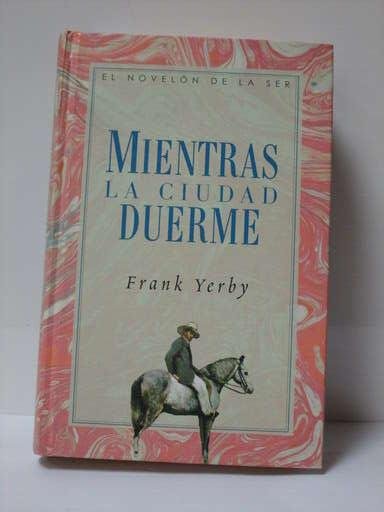 EL NOVELÓN DE LA SER
MIENTRAS
LA CIUDAD
DUERME
Frank Yerby